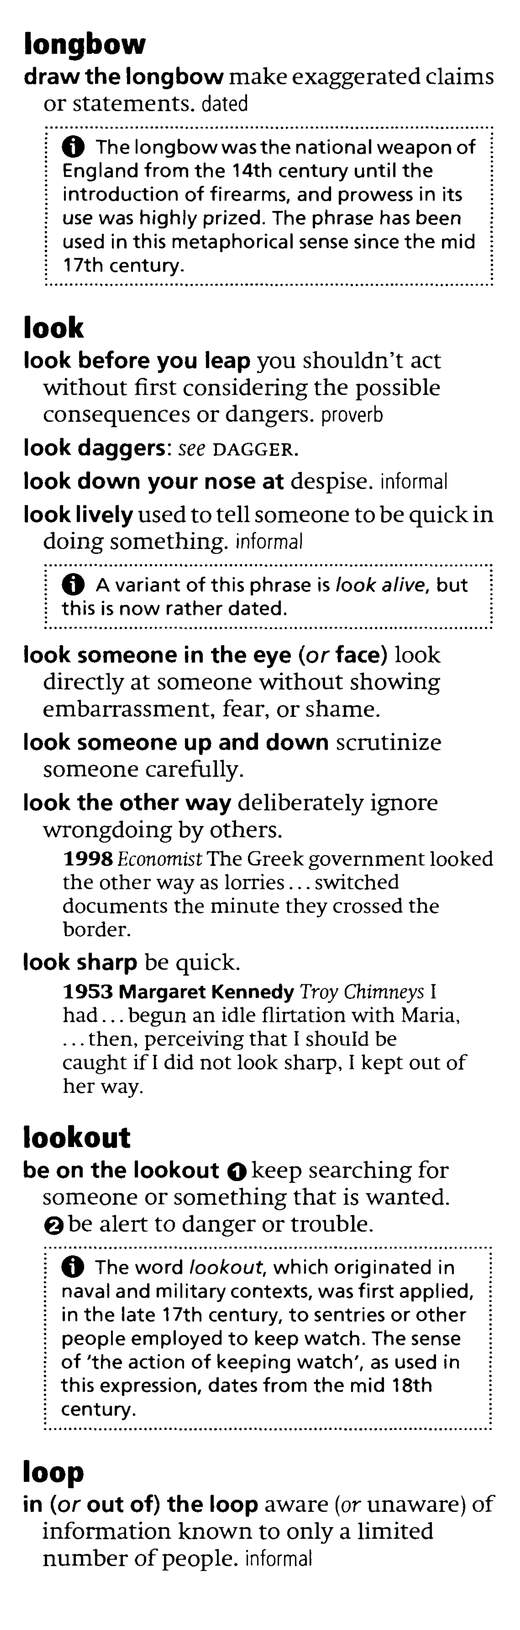 longbow
draw the longbow make exaggerated claims
or statements. dated
ℹ The longbow was the national weapon of
England from the 14th century until the
introduction of firearms, and prowess in its
use was highly prized. The phrase has been
used in this metaphorical sense since the mid
17th century.
look
look before you leap you shouldn't act
without first considering the possible
consequences or dangers. proverb
look daggers: see DAGGER.
look down your nose at despise. informal
look lively used to tell someone to be quick in
doing something. informal
ℹ A variant of this phrase is look alive, but
this is now rather dated.
look someone in the eye (or face) look
directly at someone without showing
embarrassment, fear, or shame.
look someone up and down scrutinize
someone carefully.
look the other way deliberately ignore
wrongdoing by others.
1998 Economist The Greek government looked
the other way as lorries... switched
documents the minute they crossed the
border.
look sharp be quick.
1953 Margaret Kennedy Troy Chimneys I
had... begun an idle flirtation with Maria,
...then, perceiving that I should be
caught if I did not look sharp, I kept out of
her way.
lookout
be on the lookout ❶ keep searching for
someone or something that is wanted.
❷ be alert to danger or trouble.
ℹ The word lookout, which originated in
naval and military contexts, was first applied,
in the late 17th century, to sentries or other
people employed to keep watch. The sense
of 'the action of keeping watch', as used in
this expression, dates from the mid 18th
century.
loop
in (or out of) the loop aware (or unaware) of
information known to only a limited
number of people. informal